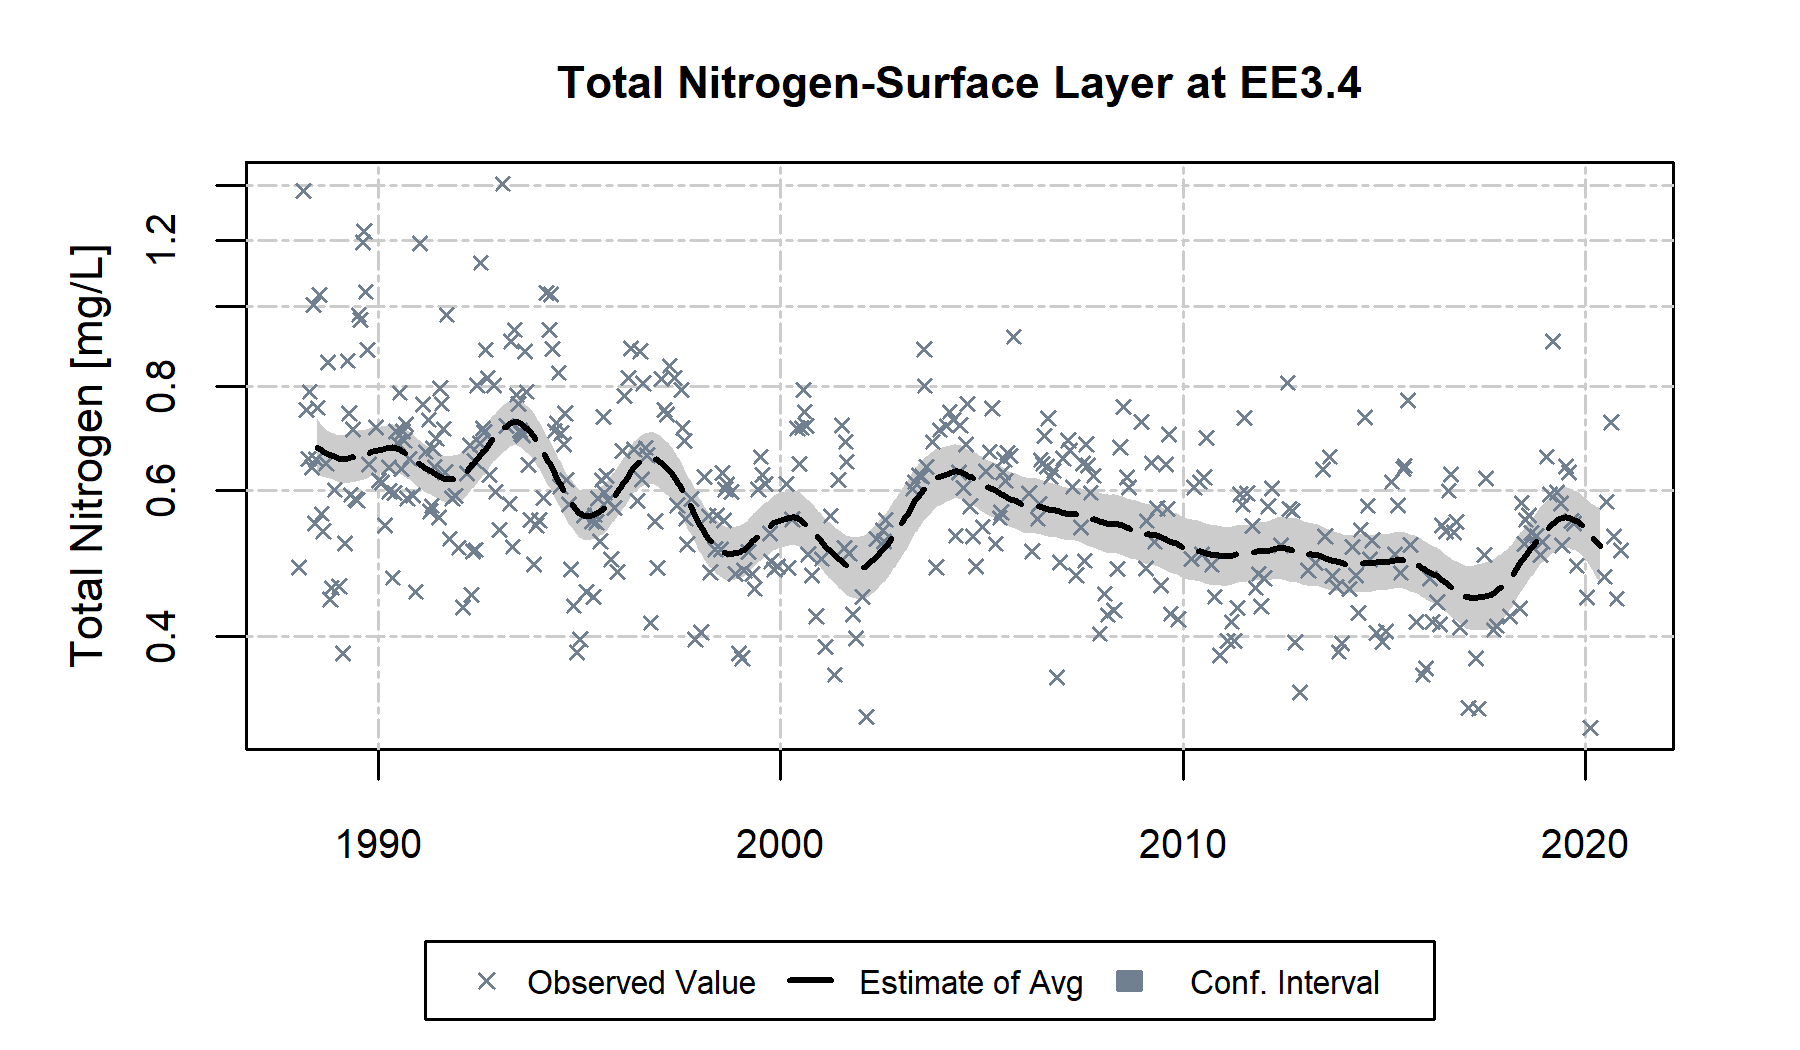 Total Nitrogen-Surface Layer at EE3.4
Total Nitrogen [mg/L]
1.2
0.8
0.6
0.4
1990 2000 2010 2020
Observed Value Estimate of Avg Conf. Interval